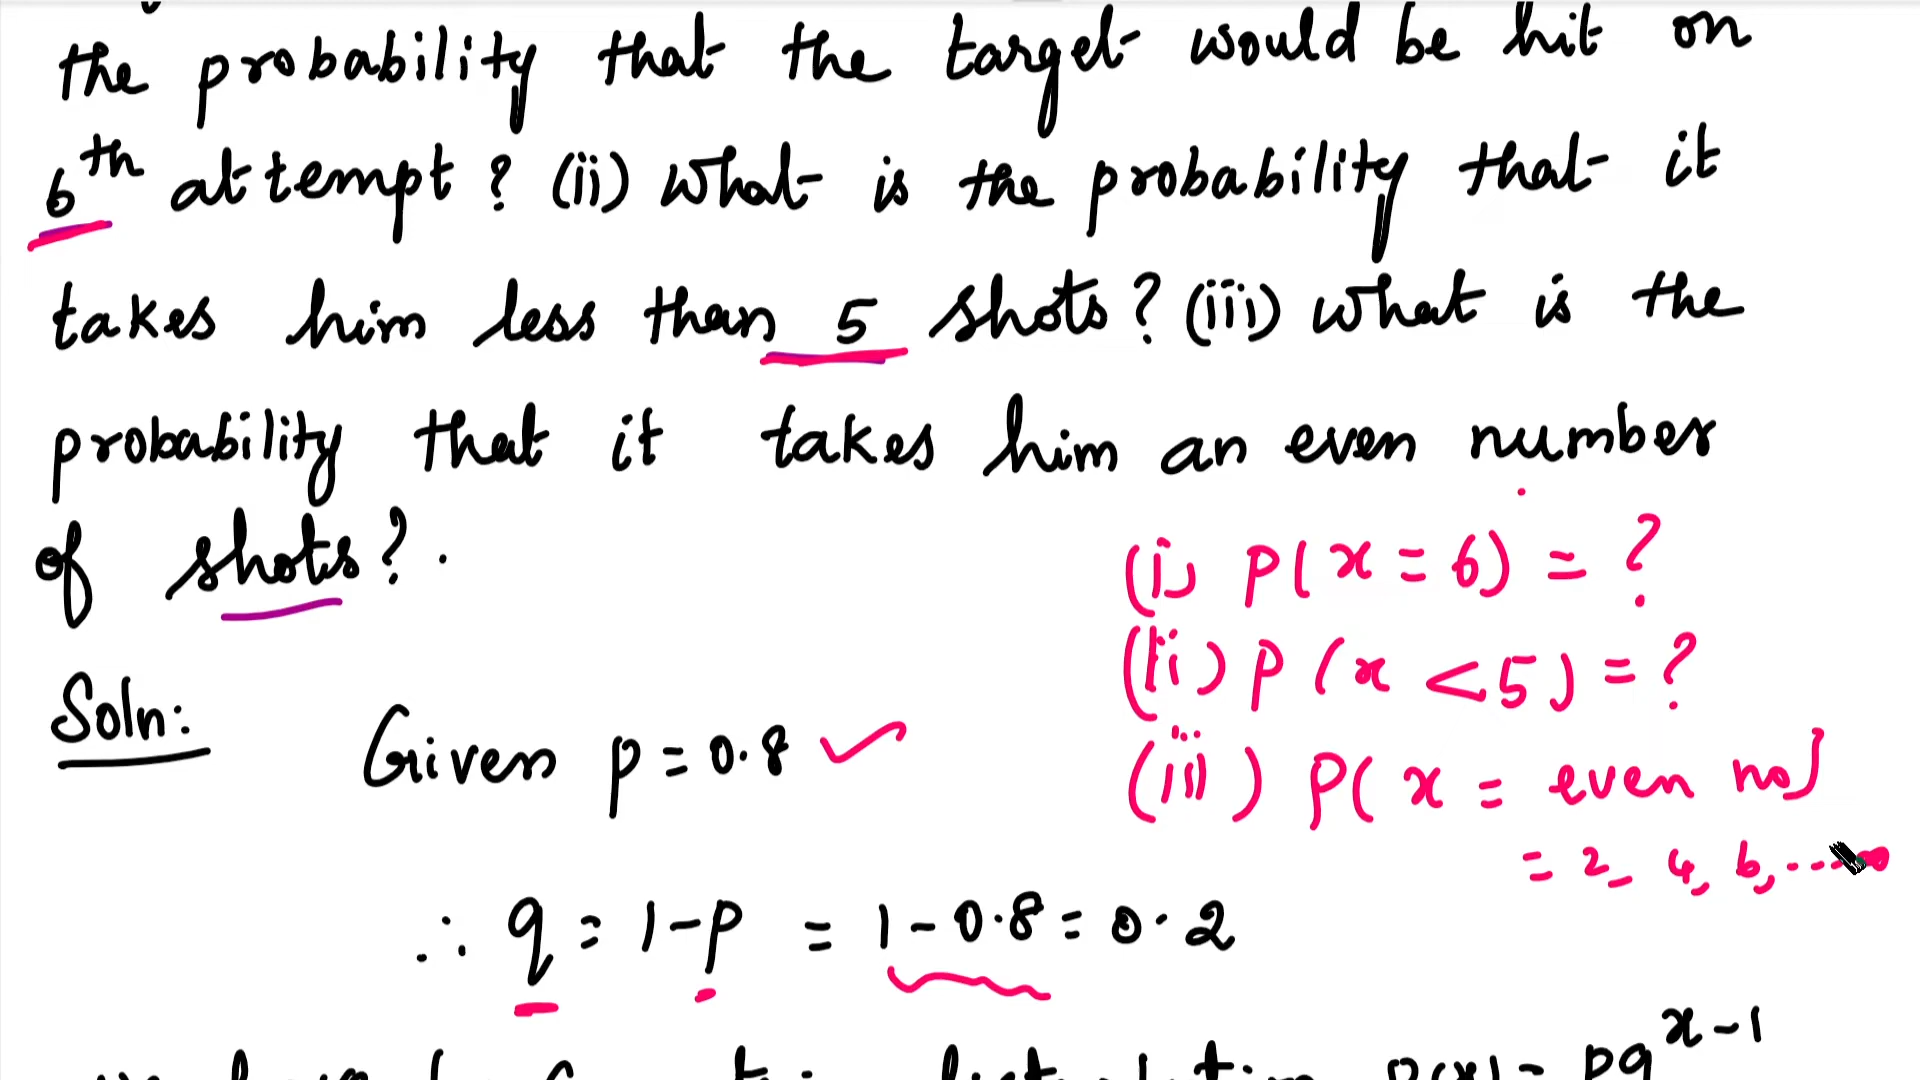 the probability that the target would be hit on
6th attempt? (ii) What is the probability that it
takes him less than 5 shots? (iii) What is the
probability that it takes him an even number
of shots?.
(i) P(x = 6) = ?
(ii) P(x < 5) = ?
(iii) P(x = even no)
= 2, 4, 6, .....∞
Soln: Given p = 0.8 ✓
∴ q = 1-p = 1-0.8 = 0.2
pq^x-1